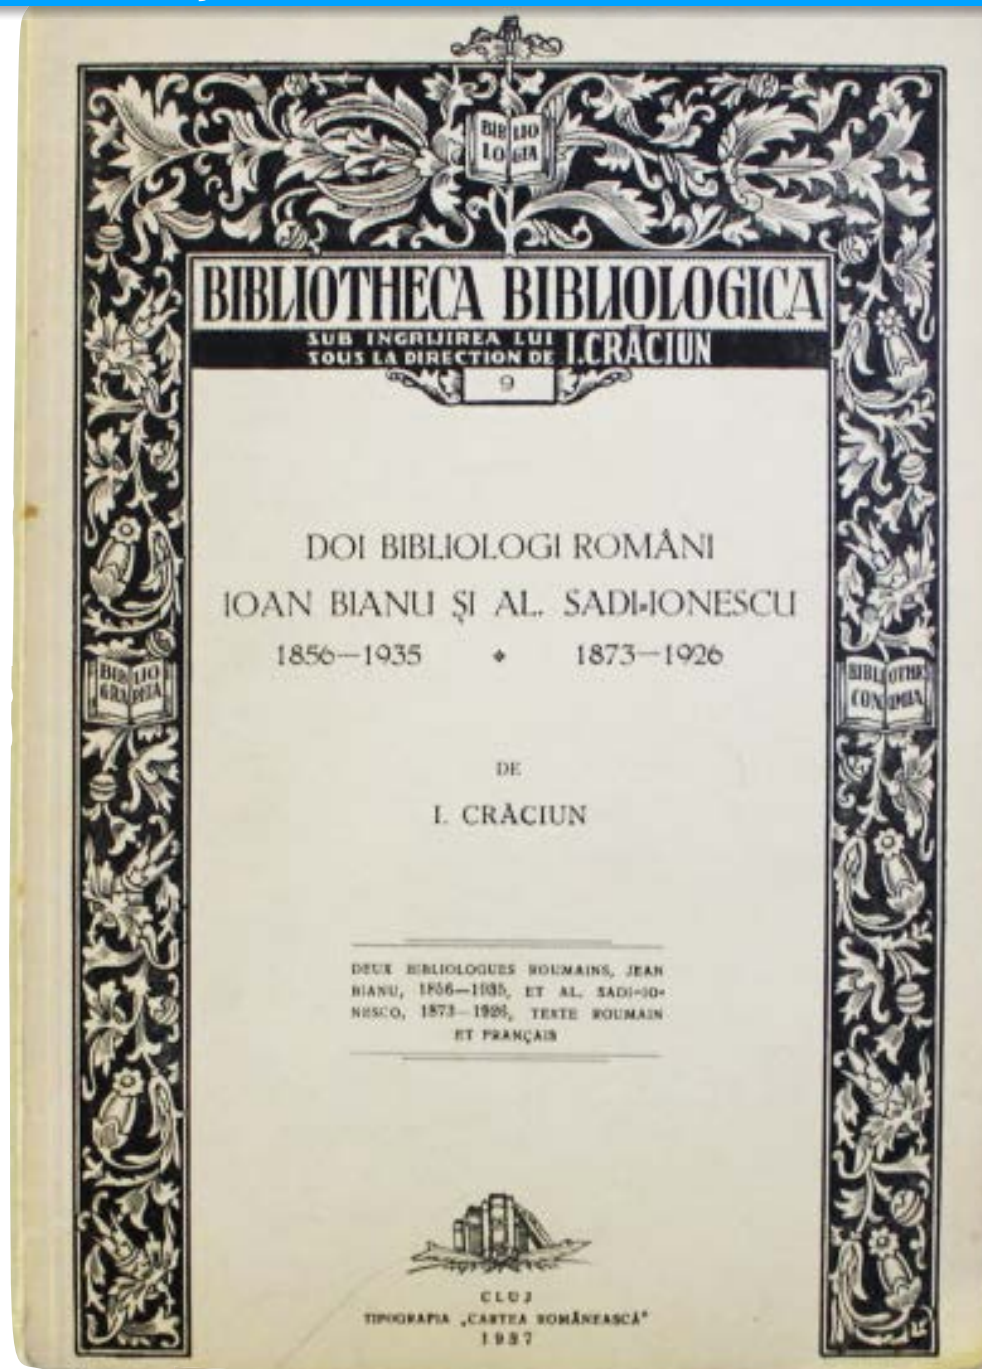 BIBLIO
LOGIA
BIBLIOTHECA BIBLIOLOGICA
SUB INGRIJIREA LUI
SOUS LA DIRECTION DE I. CRĂCIUN
9
DOI BIBLIOLOGI ROMÂNI
IOAN BIANU ȘI AL. SADI-IONESCU
1856—1935 ◆ 1873—1926
BIBLIO
GRAPHIA
BIBLIOTHE
CONOMIA
DE
I. CRĂCIUN
DEUX BIBLIOLOGUES ROUMAINS, JEAN
BIANU, 1856—1935, ET AL. SADI-IO-
NESCO, 1873—1926, TEXTE ROUMAIN
ET FRANÇAIS
CLUJ
TIPOGRAFIA „CARTEA ROMÂNEASCĂ"
1937